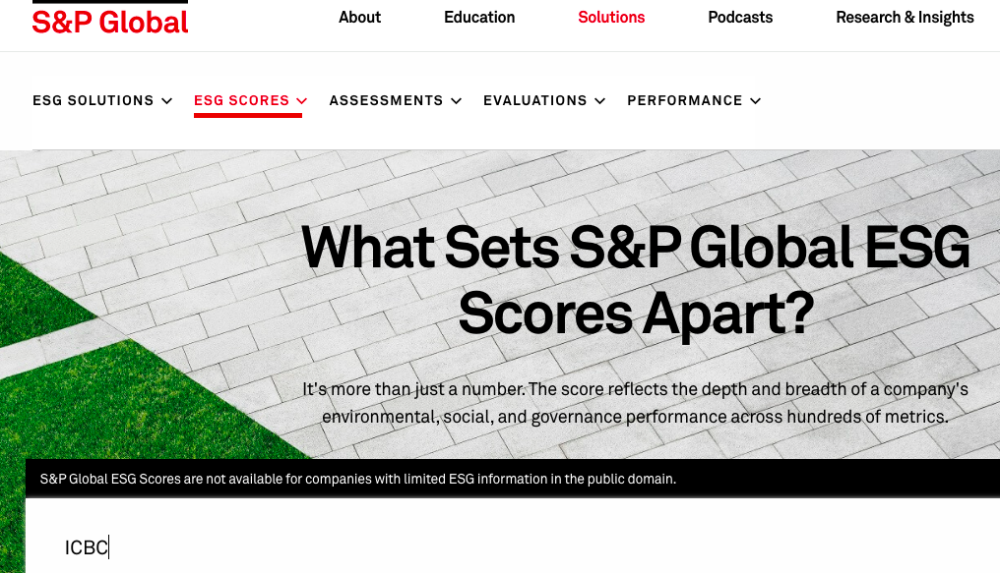 S&P Global
About Education Solutions Podcasts Research & Insights
ESG SOLUTIONS ESG SCORES ASSESSMENTS EVALUATIONS PERFORMANCE
What Sets S&P Global ESG
Scores Apart?
It's more than just a number. The score reflects the depth and breadth of a company's
environmental, social, and governance performance across hundreds of metrics.
S&P Global ESG Scores are not available for companies with limited ESG information in the public domain.
ICBC